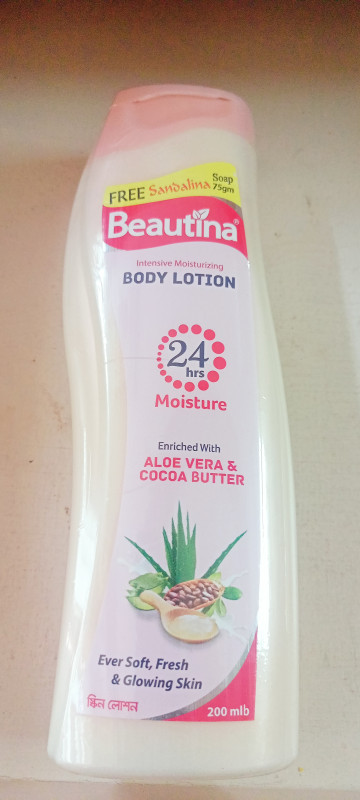 FREE Sandalina Soap 75gm
Beautina®
Intensive Moisturizing
BODY LOTION
24
hrs
Moisture
Enriched With
ALOE VERA &
COCOA BUTTER
Ever Soft, Fresh
& Glowing Skin
স্কিন লোশন
200 mlb